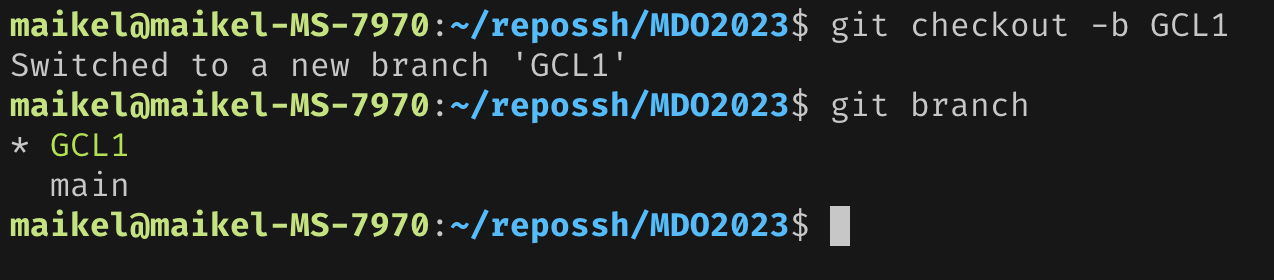 maikel@maikel-MS-7970:~/repossh/MDO2023$ git checkout -b GCL1
Switched to a new branch 'GCL1'
maikel@maikel-MS-7970:~/repossh/MDO2023$ git branch
* GCL1
  main
maikel@maikel-MS-7970:~/repossh/MDO2023$